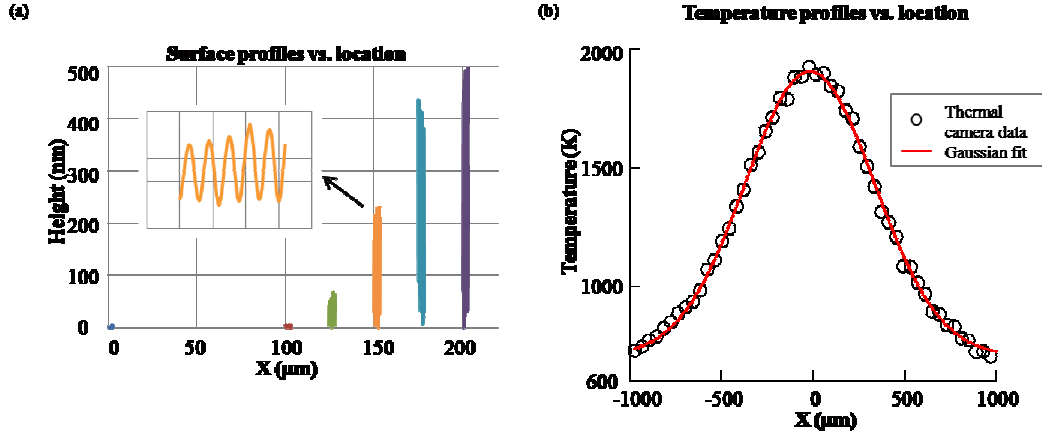 (a)
Surface profiles vs. location
500
400
300
200
100
0
Height (nm)
0 50 100 150 200
X (μm)
(b)
Temperature profiles vs. location
2000
1500
1000
600
Temperature (K)
Thermal
camera data
Gaussian fit
-1000 -500 0 500 1000
X (μm)